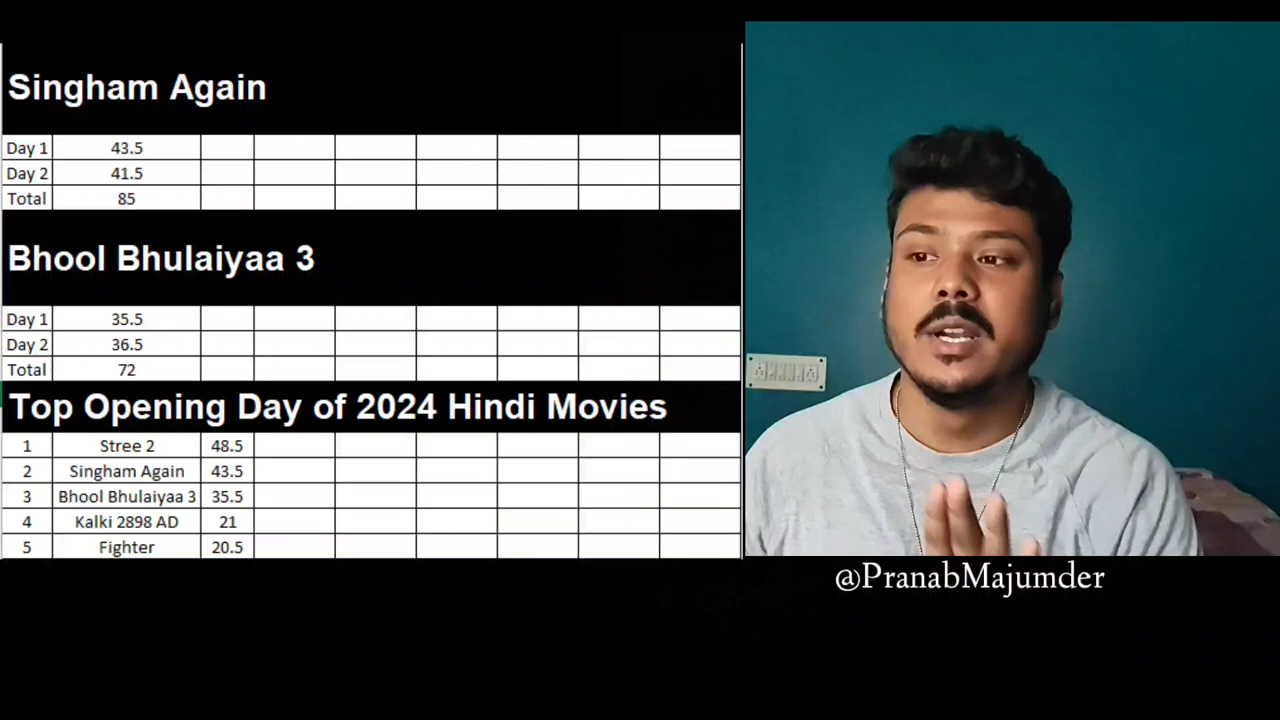 Singham Again
Day 1 43.5
Day 2 41.5
Total 85
Bhool Bhulaiyaa 3
Day 1 35.5
Day 2 36.5
Total 72
Top Opening Day of 2024 Hindi Movies
1 Stree 2 48.5
2 Singham Again 43.5
3 Bhool Bhulaiyaa 3 35.5
4 Kalki 2898 AD 21
5 Fighter 20.5
@PranabMajumder